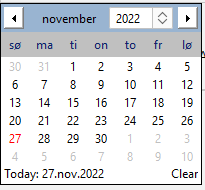 november 2022
sø ma ti on to fr lø
30 31 1 2 3 4 5
6 7 8 9 10 11 12
13 14 15 16 17 18 19
20 21 22 23 24 25 26
27 28 29 30 1 2 3
4 5 6 7 8 9 10
Today: 27.nov.2022 Clear